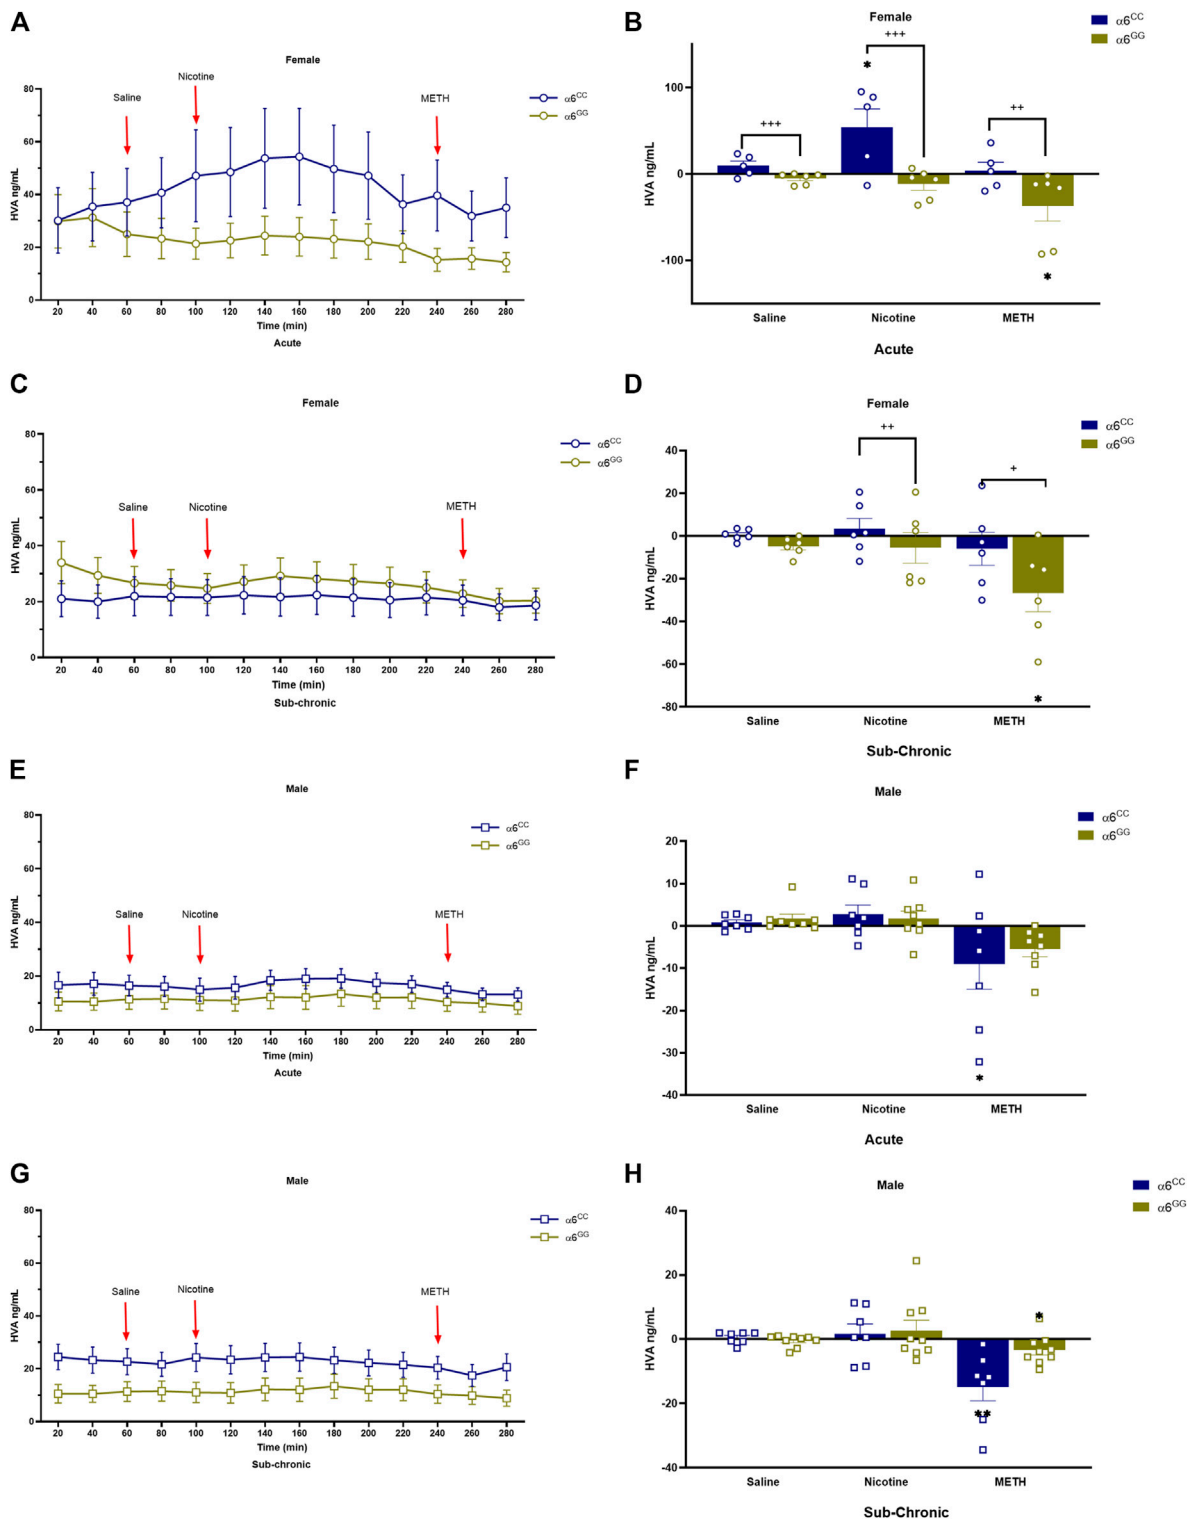 A
Female
HVA ng/mL
80
60
40
20
0
Saline
Nicotine
METH
α6CC
α6GG
20 40 60 80 100 120 140 160 180 200 220 240 260 280
Time (min)
Acute
B
Female
α6CC
α6GG
HVA ng/mL
100
0
-100
+++
*
+++
++
*
Saline Nicotine METH
Acute
C
Female
HVA ng/mL
80
60
40
20
0
Saline
Nicotine
METH
α6CC
α6GG
20 40 60 80 100 120 140 160 180 200 220 240 260 280
Time (min)
Sub-chronic
D
Female
α6CC
α6GG
HVA ng/mL
40
20
0
-20
-40
-60
-80
++
+
*
Saline Nicotine METH
Sub-Chronic
E
Male
HVA ng/mL
80
60
40
20
0
Saline
Nicotine
METH
α6CC
α6GG
20 40 60 80 100 120 140 160 180 200 220 240 260 280
Time (min)
Acute
F
Male
α6CC
α6GG
HVA ng/mL
20
10
0
-10
-20
-30
-40
*
Saline Nicotine METH
Acute
G
Male
HVA ng/mL
80
60
40
20
0
Saline
Nicotine
METH
α6CC
α6GG
20 40 60 80 100 120 140 160 180 200 220 240 260 280
Time (min)
Sub-chronic
H
Male
α6CC
α6GG
HVA ng/mL
40
20
0
-20
-40
*
**
Saline Nicotine METH
Sub-Chronic